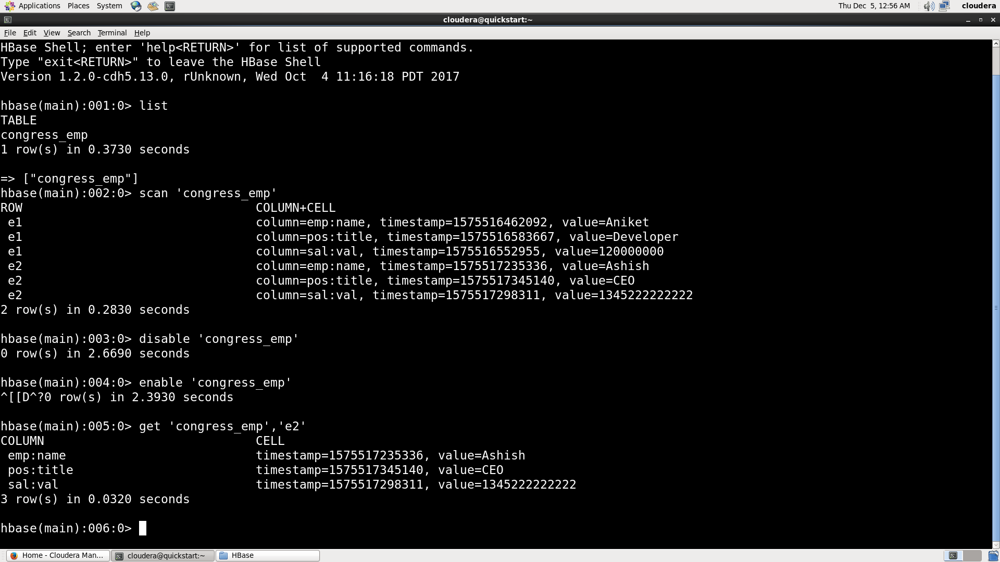 Applications Places System Thu Dec 5, 12:56 AM cloudera
cloudera@quickstart:~
File Edit View Search Terminal Help
HBase Shell; enter 'help<RETURN>' for list of supported commands.
Type "exit<RETURN>" to leave the HBase Shell
Version 1.2.0-cdh5.13.0, rUnknown, Wed Oct  4 11:16:18 PDT 2017
hbase(main):001:0> list
TABLE
congress_emp
1 row(s) in 0.3730 seconds
=> ["congress_emp"]
hbase(main):002:0> scan 'congress_emp'
ROW COLUMN+CELL
e1 column=emp:name, timestamp=1575516462092, value=Aniket
e1 column=pos:title, timestamp=1575516583667, value=Developer
e1 column=sal:val, timestamp=1575516552955, value=120000000
e2 column=emp:name, timestamp=1575517235336, value=Ashish
e2 column=pos:title, timestamp=1575517345140, value=CEO
e2 column=sal:val, timestamp=1575517298311, value=1345222222222
2 row(s) in 0.2830 seconds
hbase(main):003:0> disable 'congress_emp'
0 row(s) in 2.6690 seconds
hbase(main):004:0> enable 'congress_emp'
^[[D^?0 row(s) in 2.3930 seconds
hbase(main):005:0> get 'congress_emp','e2'
COLUMN CELL
emp:name timestamp=1575517235336, value=Ashish
pos:title timestamp=1575517345140, value=CEO
sal:val timestamp=1575517298311, value=1345222222222
3 row(s) in 0.0320 seconds
hbase(main):006:0>
Home - Cloudera Man... cloudera@quickstart:~ HBase